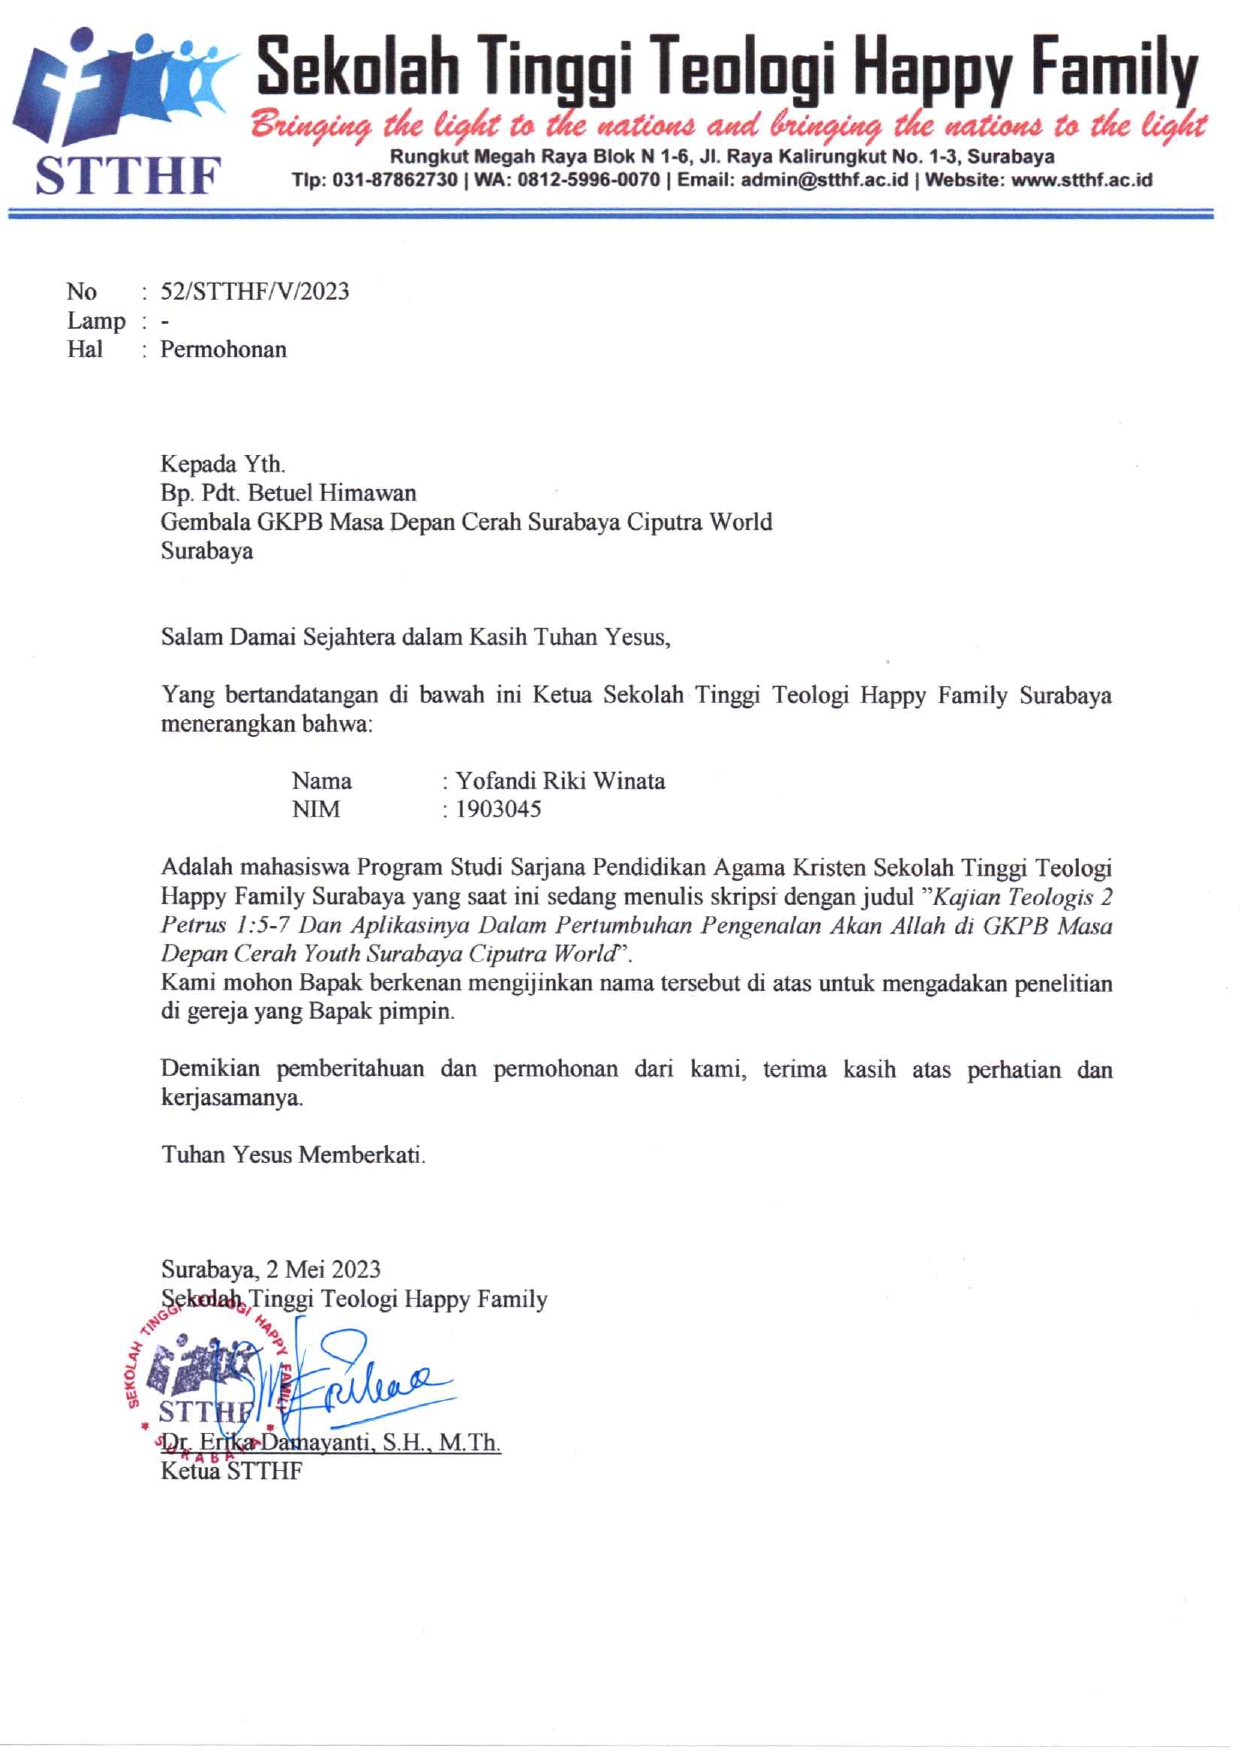 Sekolah Tinggi Teologi Happy Family
Bringing the light to the nations and bringing the nations to the light
STTHF
Rungkut Megah Raya Blok N 1-6, Jl. Raya Kalirungkut No. 1-3, Surabaya
Tlp: 031-87862730 | WA: 0812-5996-0070 | Email: admin@stthf.ac.id | Website: www.stthf.ac.id
No : 52/STTHF/V/2023
Lamp : -
Hal : Permohonan
Kepada Yth.
Bp. Pdt. Betuel Himawan
Gembala GKPB Masa Depan Cerah Surabaya Ciputra World
Surabaya
Salam Damai Sejahtera dalam Kasih Tuhan Yesus,
Yang bertandatangan di bawah ini Ketua Sekolah Tinggi Teologi Happy Family Surabaya
menerangkan bahwa:
Nama : Yofandi Riki Winata
NIM : 1903045
Adalah mahasiswa Program Studi Sarjana Pendidikan Agama Kristen Sekolah Tinggi Teologi
Happy Family Surabaya yang saat ini sedang menulis skripsi dengan judul ”Kajian Teologis 2
Petrus 1:5-7 Dan Aplikasinya Dalam Pertumbuhan Pengenalan Akan Allah di GKPB Masa
Depan Cerah Youth Surabaya Ciputra World”.
Kami mohon Bapak berkenan mengijinkan nama tersebut di atas untuk mengadakan penelitian
di gereja yang Bapak pimpin.
Demikian pemberitahuan dan permohonan dari kami, terima kasih atas perhatian dan
kerjasamanya.
Tuhan Yesus Memberkati.
Surabaya, 2 Mei 2023
Sekolah Tinggi Teologi Happy Family
SEKOLAH TINGGI TEOLOGI HAPPY FAMILY
STTHF
* SURABAYA *
Dr. Erika Damayanti, S.H., M.Th.
Ketua STTHF